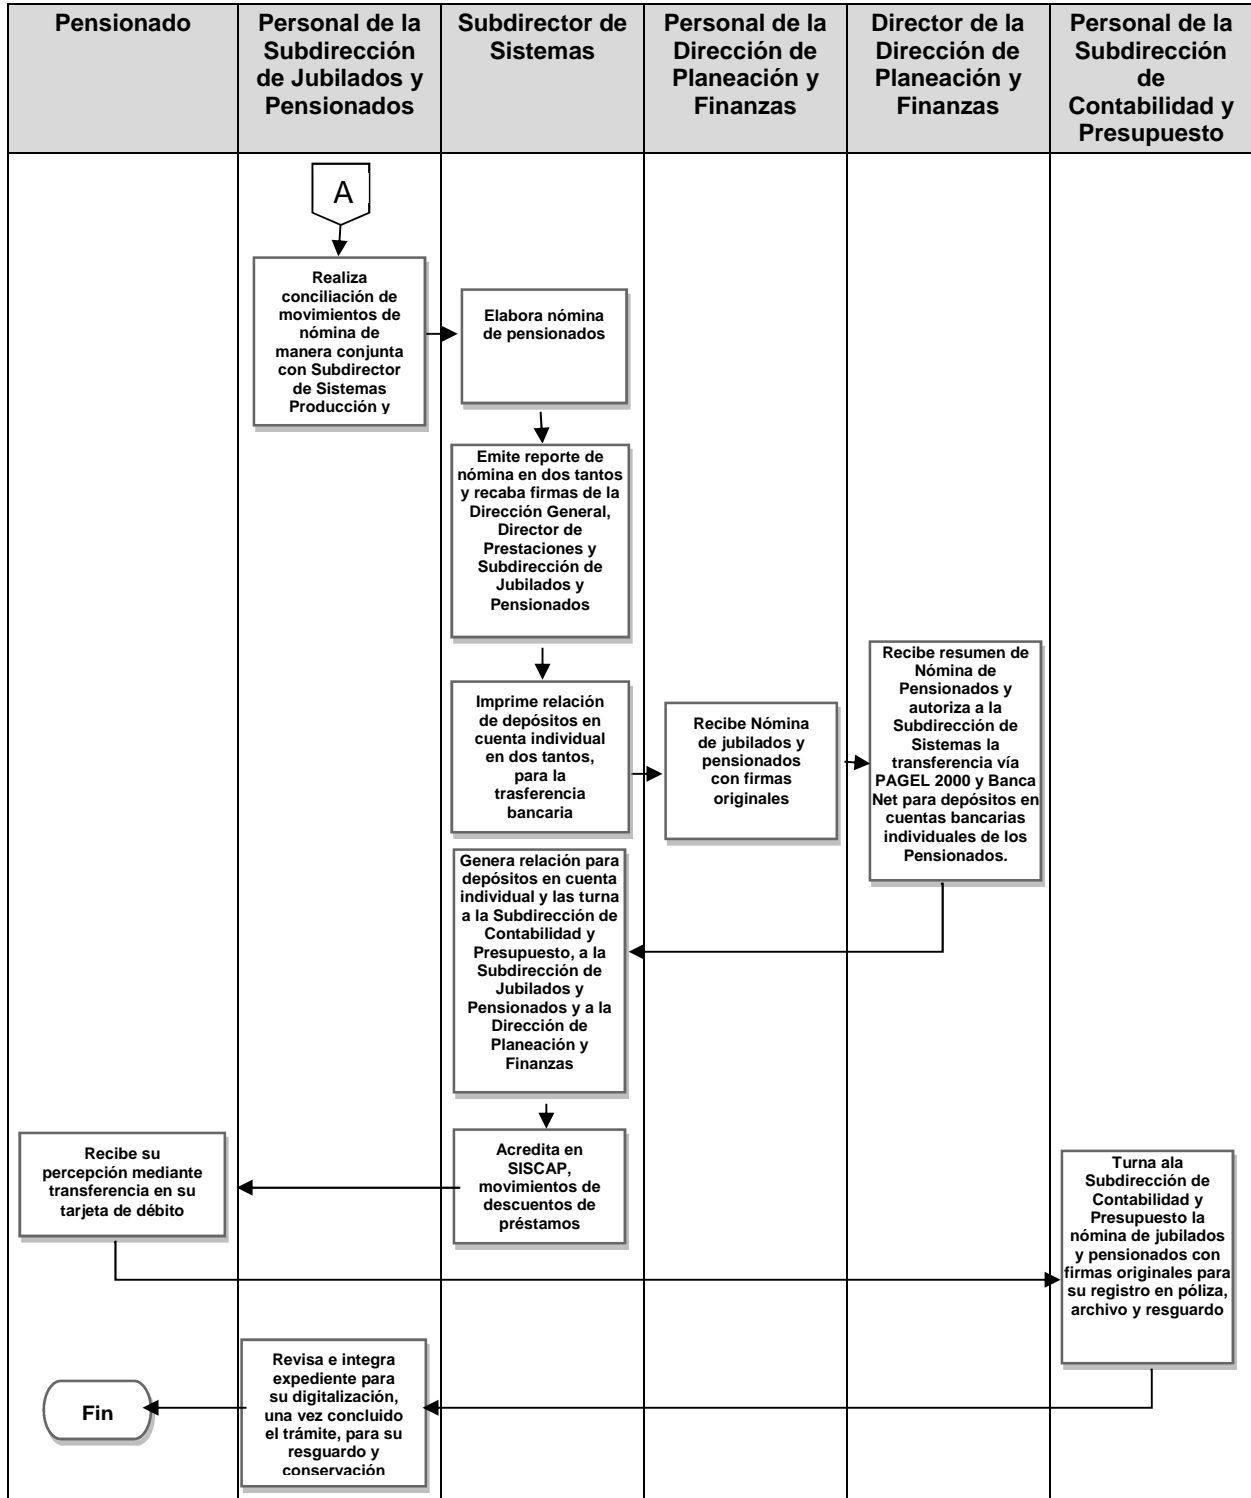 Pensionado
Personal de la
Subdirección
de Jubilados y
Pensionados
Subdirector de
Sistemas
Personal de la
Dirección de
Planeación y
Finanzas
Director de la
Dirección de
Planeación y
Finanzas
Personal de la
Subdirección
de
Contabilidad y
Presupuesto
A
Realiza
conciliación de
movimientos de
nómina de
manera conjunta
con Subdirector
de Sistemas
Producción y
Elabora nómina
de pensionados
Emite reporte de
nómina en dos tantos
y recaba firmas de la
Dirección General,
Director de
Prestaciones y
Subdirección de
Jubilados y
Pensionados
Imprime relación
de depósitos en
cuenta individual
en dos tantos,
para la
trasferencia
bancaria
Recibe Nómina
de jubilados y
pensionados
con firmas
originales
Recibe resumen de
Nómina de
Pensionados y
autoriza a la
Subdirección de
Sistemas la
transferencia vía
PAGEL 2000 y Banca
Net para depósitos en
cuentas bancarias
individuales de los
Pensionados.
Genera relación para
depósitos en cuenta
individual y las turna
a la Subdirección de
Contabilidad y
Presupuesto, a la
Subdirección de
Jubilados y
Pensionados y a la
Dirección de
Planeación y
Finanzas
Acredita en
SISCAP,
movimientos de
descuentos de
préstamos
Recibe su
percepción mediante
transferencia en su
tarjeta de débito
Turna ala
Subdirección de
Contabilidad y
Presupuesto la
nómina de jubilados
y pensionados con
firmas originales para
su registro en póliza,
archivo y resguardo
Revisa e integra
expediente para
su digitalización,
una vez concluido
el trámite, para su
resguardo y
conservación
Fin